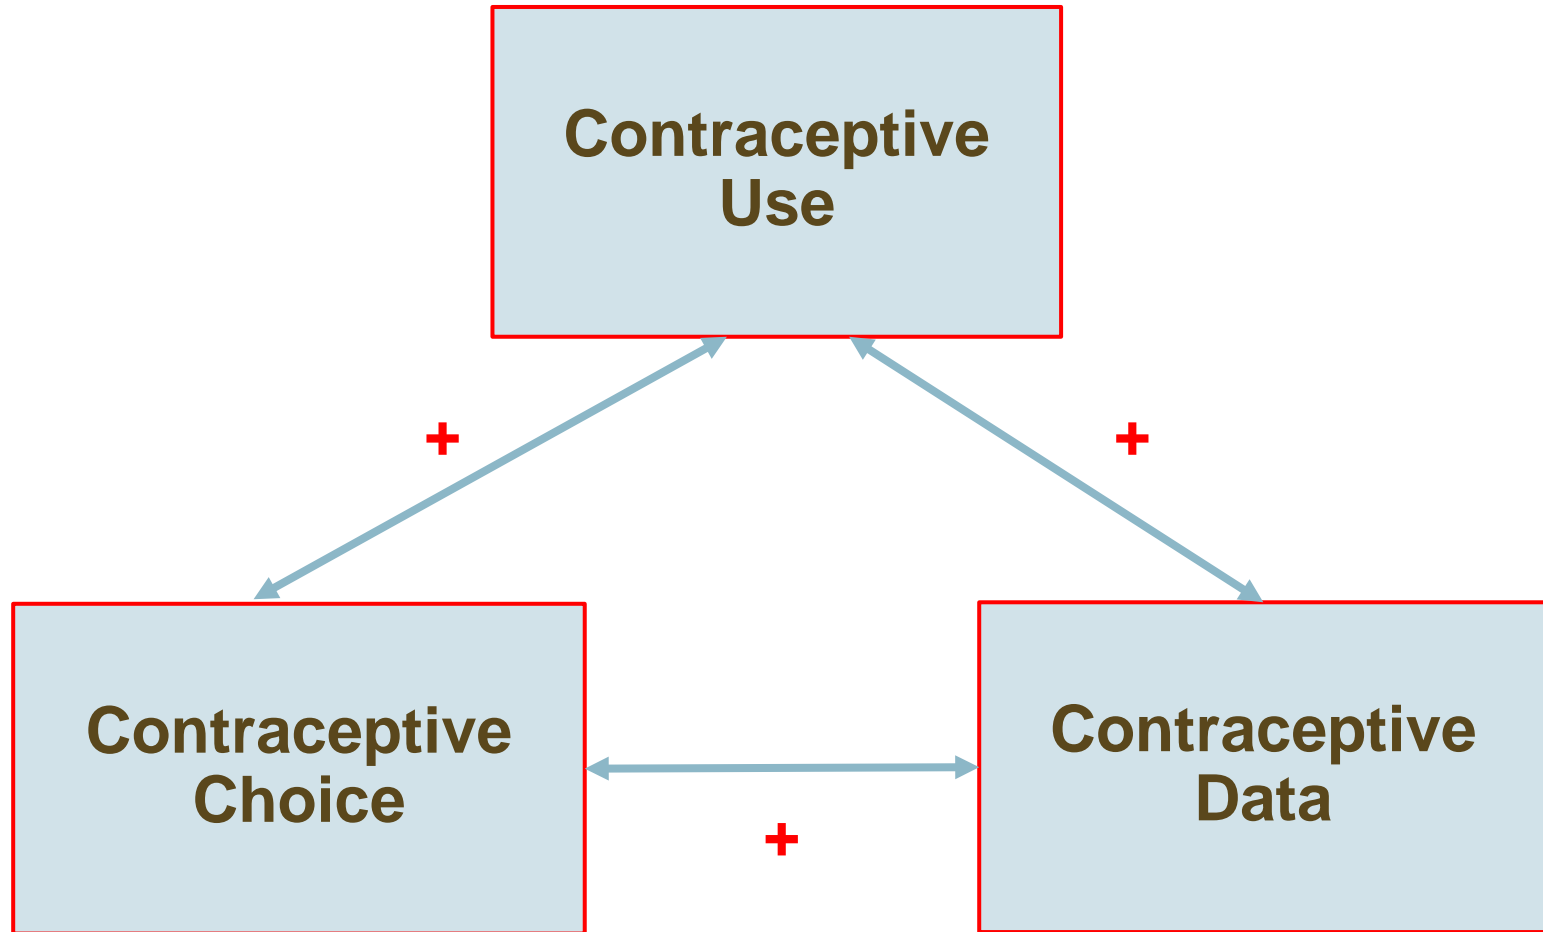 Contraceptive
Use
+
+
Contraceptive
Choice
Contraceptive
Data
+